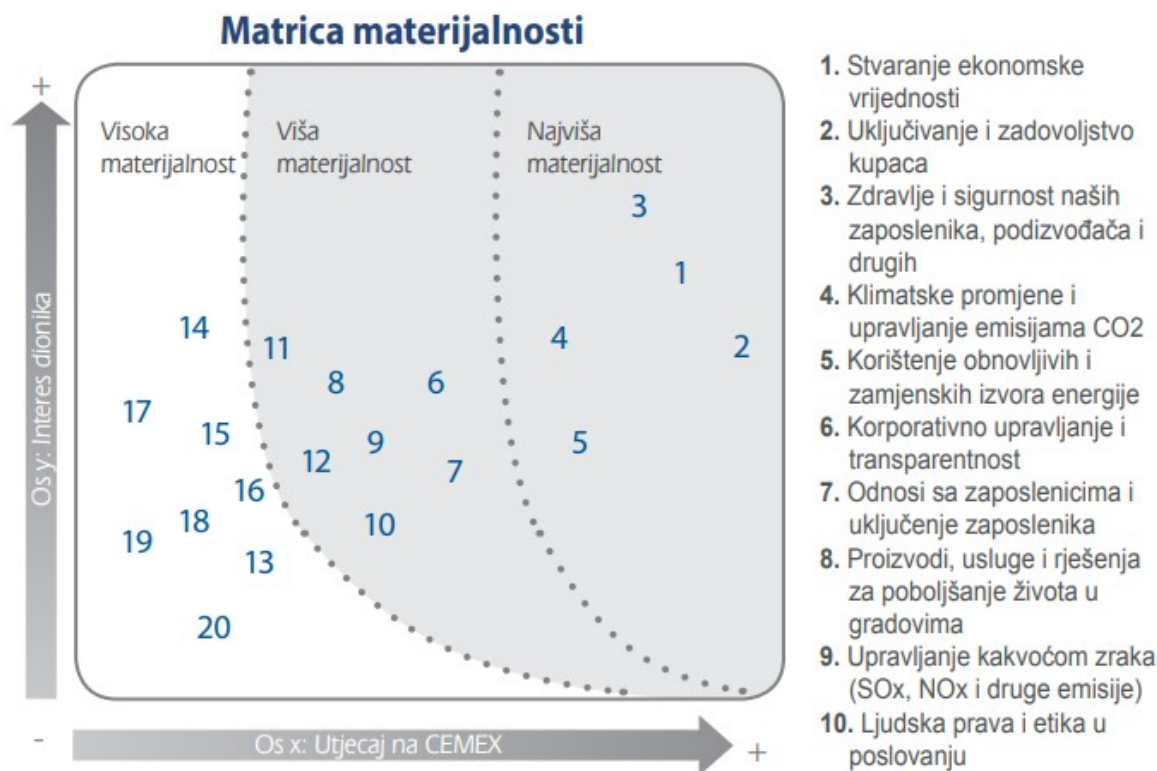 Matrica materijalnosti
+
Visoka
materijalnost
Viša
materijalnost
Najviša
materijalnost
3
1
14
11
4
2
8
6
17
15
9
5
12
7
16
18
10
19
13
20
Os y: Interes dionika
-
Os x: Utjecaj na CEMEX
+
1. Stvaranje ekonomske
vrijednosti
2. Uključivanje i zadovoljstvo
kupaca
3. Zdravlje i sigurnost naših
zaposlenika, podizvođača i
drugih
4. Klimatske promjene i
upravljanje emisijama CO2
5. Korištenje obnovljivih i
zamjenskih izvora energije
6. Korporativno upravljanje i
transparentnost
7. Odnosi sa zaposlenicima i
uključenje zaposlenika
8. Proizvodi, usluge i rješenja
za poboljšanje života u
gradovima
9. Upravljanje kakvoćom zraka
(SOx, NOx i druge emisije)
10. Ljudska prava i etika u
poslovanju